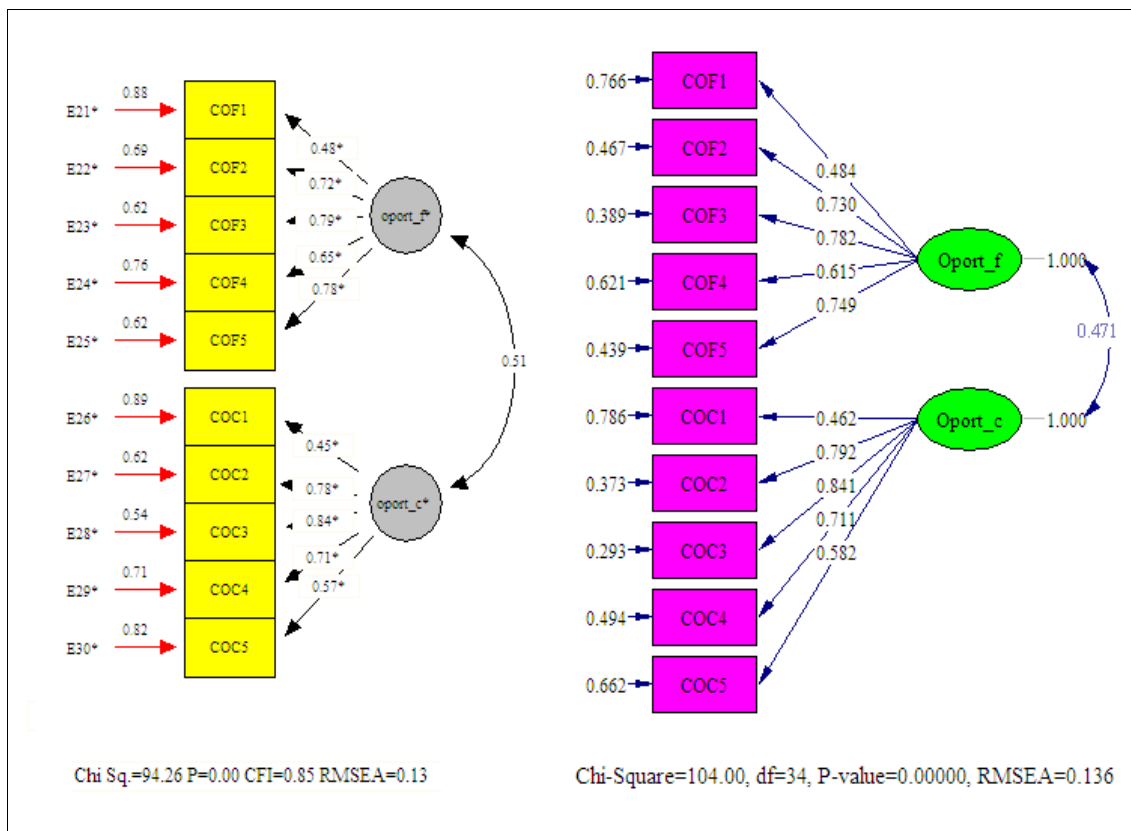 0.88
E21*
COF1
0.48*
0.69
E22*
COF2
0.72*
0.62
E23*
COF3
0.79*
0.76
E24*
COF4
0.65*
0.62
E25*
COF5
0.78*
oport_f*
0.51
0.89
E26*
COC1
0.45*
0.62
E27*
COC2
0.78*
0.54
E28*
COC3
0.84*
0.71
E29*
COC4
0.71*
0.82
E30*
COC5
0.57*
oport_c*
Chi Sq.=94.26 P=0.00 CFI=0.85 RMSEA=0.13
0.766
COF1
0.484
0.467
COF2
0.730
0.389
COF3
0.782
0.621
COF4
0.615
0.439
COF5
0.749
Oport_f
1.000
0.471
0.786
COC1
0.462
0.373
COC2
0.792
0.293
COC3
0.841
0.494
COC4
0.711
0.662
COC5
0.582
Oport_c
1.000
Chi-Square=104.00, df=34, P-value=0.00000, RMSEA=0.136